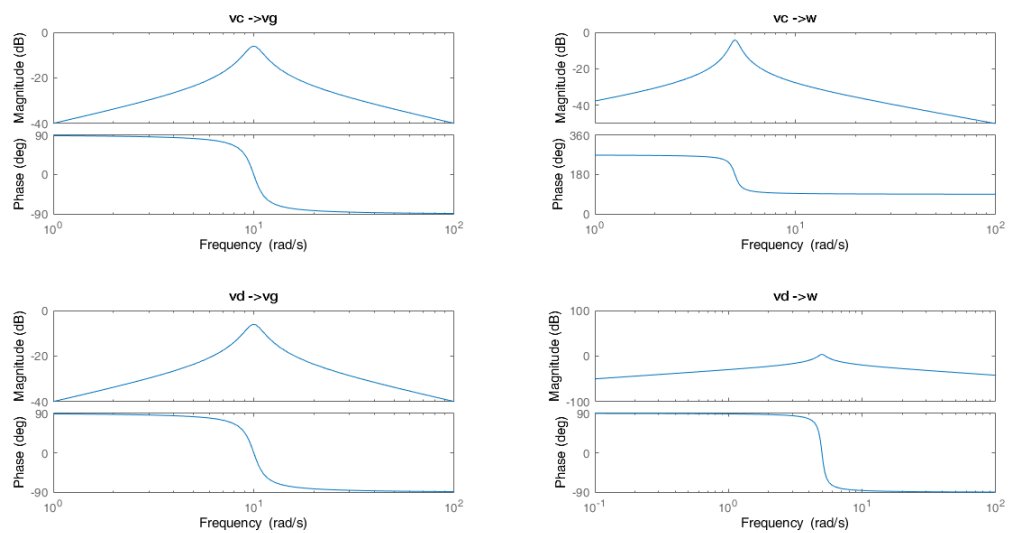 vc ->vg
Magnitude (dB)
0
-20
-40
Phase (deg)
90
0
-90
10^0
10^1
10^2
Frequency (rad/s)
vc ->w
Magnitude (dB)
0
-20
-40
Phase (deg)
360
180
0
10^0
10^1
10^2
Frequency (rad/s)
vd ->vg
Magnitude (dB)
0
-20
-40
Phase (deg)
90
0
-90
10^0
10^1
10^2
Frequency (rad/s)
vd ->w
Magnitude (dB)
100
0
-100
Phase (deg)
90
0
-90
10^-1
10^0
10^1
10^2
Frequency (rad/s)